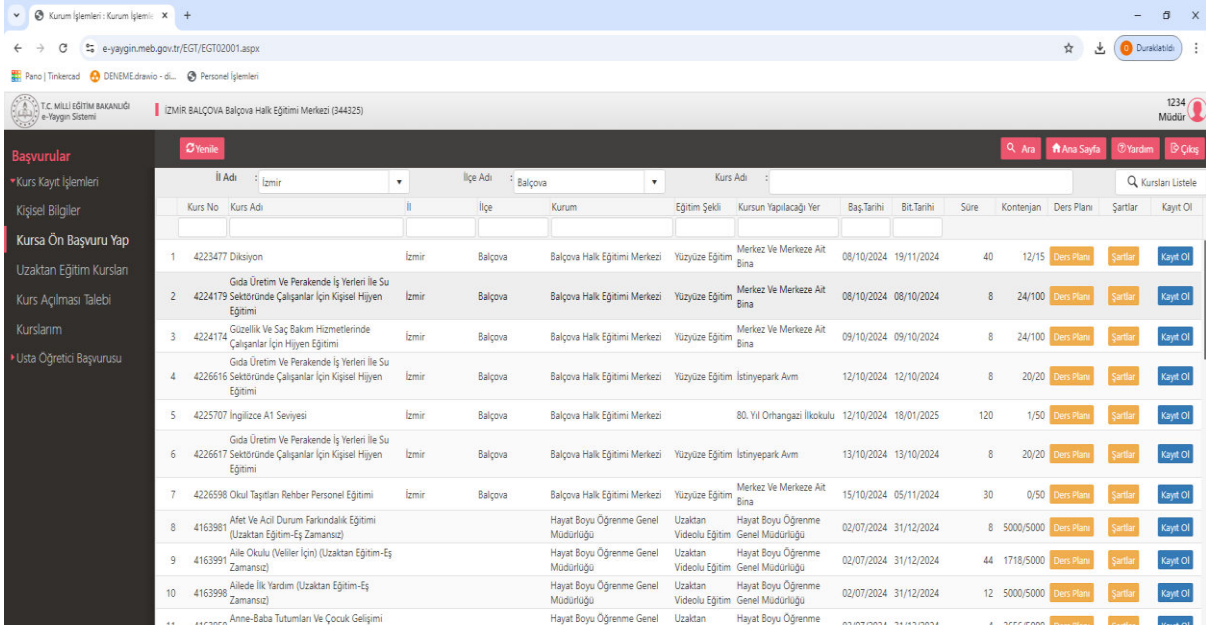 Kurum İşlemleri : Kurum İşlemle
e-yaygin.meb.gov.tr/EGT/EGT02001.aspx
Duraklatıldı
Pano | Tinkercad DENEME.drawio - di... Personel İşlemleri
T.C. MİLLİ EĞİTİM BAKANLIĞI
e-Yaygın Sistemi
İZMİR BALÇOVA Balçova Halk Eğitimi Merkezi (344325)
1234
Müdür
Yenile Ara Ana Sayfa Yardım Çıkış
Başvurular
Kurs Kayıt İşlemleri
Kişisel Bilgiler
Kursa Ön Başvuru Yap
Uzaktan Eğitim Kursları
Kurs Açılması Talebi
Kurslarım
Usta Öğretici Başvurusu
İl Adı : İzmir İlçe Adı : Balçova Kurs Adı : Kursları Listele
Kurs No Kurs Adı İl İlçe Kurum Eğitim Şekli Kursun Yapılacağı Yer Baş.Tarihi Bit.Tarihi Süre Kontenjan Ders Planı Şartlar Kayıt Ol
1 4223477 Diksiyon İzmir Balçova Balçova Halk Eğitimi Merkezi Yüzyüze Eğitim Merkez Ve Merkeze Ait 08/10/2024 19/11/2024 40 12/15 Ders Planı Şartlar Kayıt Ol
Bina
Gıda Üretim Ve Perakende İş Yerleri İle Su
2 4224179 Sektöründe Çalışanlar İçin Kişisel Hijyen İzmir Balçova Balçova Halk Eğitimi Merkezi Yüzyüze Eğitim Merkez Ve Merkeze Ait 08/10/2024 08/10/2024 8 24/100 Ders Planı Şartlar Kayıt Ol
Eğitimi Bina
3 4224174 Güzellik Ve Saç Bakım Hizmetlerinde İzmir Balçova Balçova Halk Eğitimi Merkezi Yüzyüze Eğitim Merkez Ve Merkeze Ait 09/10/2024 09/10/2024 8 24/100 Ders Planı Şartlar Kayıt Ol
Çalışanlar İçin Hijyen Eğitimi Bina
Gıda Üretim Ve Perakende İş Yerleri İle Su
4 4226616 Sektöründe Çalışanlar İçin Kişisel Hijyen İzmir Balçova Balçova Halk Eğitimi Merkezi Yüzyüze Eğitim İstinyepark Avm 12/10/2024 12/10/2024 8 20/20 Ders Planı Şartlar Kayıt Ol
Eğitimi
5 4225707 İngilizce A1 Seviyesi İzmir Balçova Balçova Halk Eğitimi Merkezi 80. Yıl Orhangazi İlkokulu 12/10/2024 18/01/2025 120 1/50 Ders Planı Şartlar Kayıt Ol
Gıda Üretim Ve Perakende İş Yerleri İle Su
6 4226617 Sektöründe Çalışanlar İçin Kişisel Hijyen İzmir Balçova Balçova Halk Eğitimi Merkezi Yüzyüze Eğitim İstinyepark Avm 13/10/2024 13/10/2024 8 20/20 Ders Planı Şartlar Kayıt Ol
Eğitimi
7 4226598 Okul Taşıtları Rehber Personel Eğitimi İzmir Balçova Balçova Halk Eğitimi Merkezi Yüzyüze Eğitim Merkez Ve Merkeze Ait 15/10/2024 05/11/2024 30 0/50 Ders Planı Şartlar Kayıt Ol
Bina
8 4163981 Afet Ve Acil Durum Farkındalık Eğitimi Hayat Boyu Öğrenme Genel Uzaktan Hayat Boyu Öğrenme 02/07/2024 31/12/2024 8 5000/5000 Ders Planı Şartlar Kayıt Ol
(Uzaktan Eğitim-Eş Zamansız) Müdürlüğü Videolu Eğitim Genel Müdürlüğü
9 4163991 Aile Okulu (Veliler İçin) (Uzaktan Eğitim-Eş Hayat Boyu Öğrenme Genel Uzaktan Hayat Boyu Öğrenme 02/07/2024 31/12/2024 44 1718/5000 Ders Planı Şartlar Kayıt Ol
Zamansız) Müdürlüğü Videolu Eğitim Genel Müdürlüğü
10 4163998 Ailede İlk Yardım (Uzaktan Eğitim-Eş Hayat Boyu Öğrenme Genel Uzaktan Hayat Boyu Öğrenme 02/07/2024 31/12/2024 12 5000/5000 Ders Planı Şartlar Kayıt Ol
Zamansız) Müdürlüğü Videolu Eğitim Genel Müdürlüğü
Anne-Baba Tutumları Ve Çocuk Gelişimi Hayat Boyu Öğrenme Genel Uzaktan Hayat Boyu Öğrenme